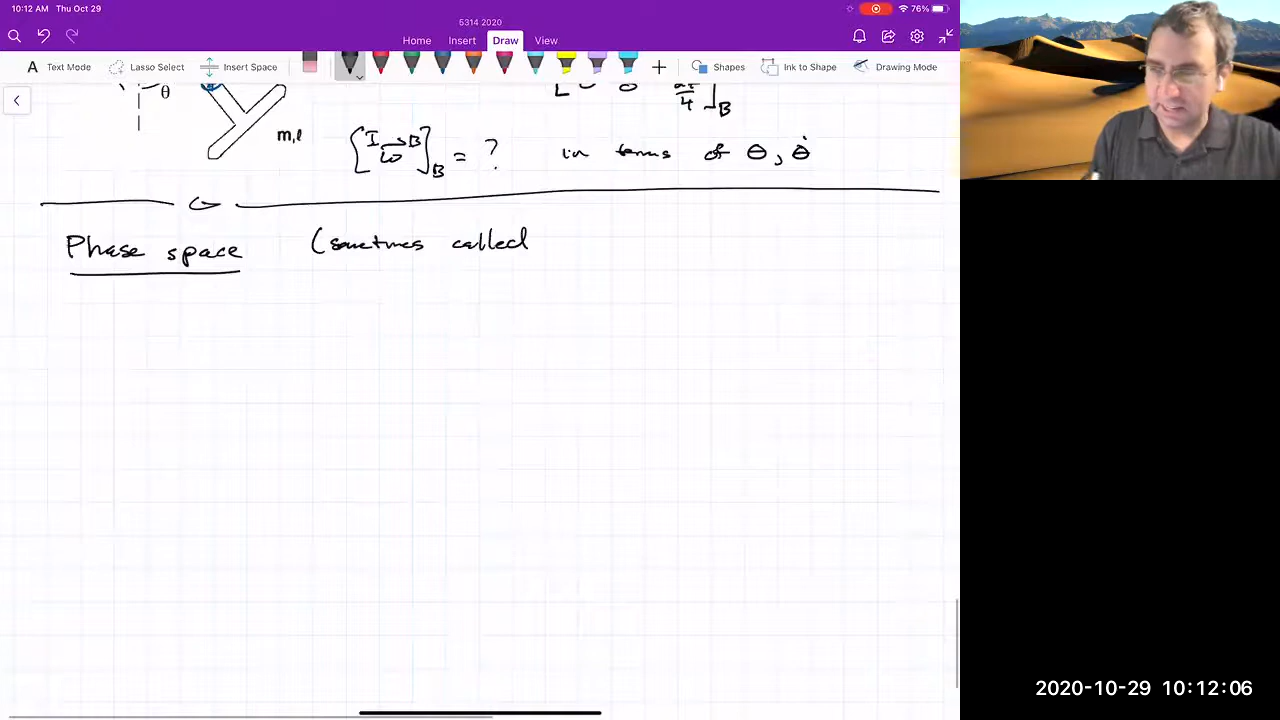 10:12 AM Thu Oct 29
76%
5314 2020
Home Insert Draw View
Text Mode Lasso Select Insert Space Shapes Ink to Shape Drawing Mode
θ
m,l
4 ]B
[I ω B]B = ? in terms of θ, θ̇
Phase space (sometimes called
2020-10-29 10:12:06